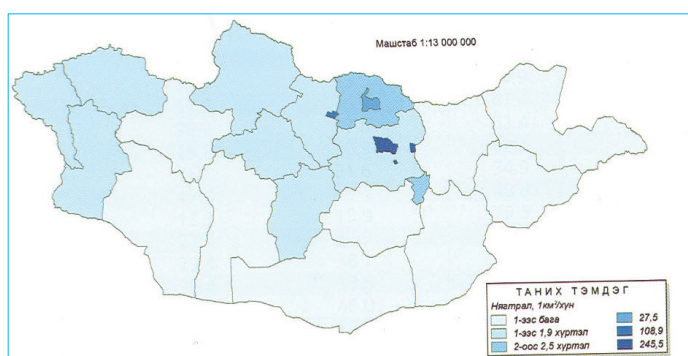 Масштаб 1:13 000 000
ТАНИХ ТЭМДЭГ
Нягтрал, 1км²/хүн
1-ээс бага
1-ээс 1,9 хүртэл
2-оос 2,5 хүртэл
27,5
108,9
245,5